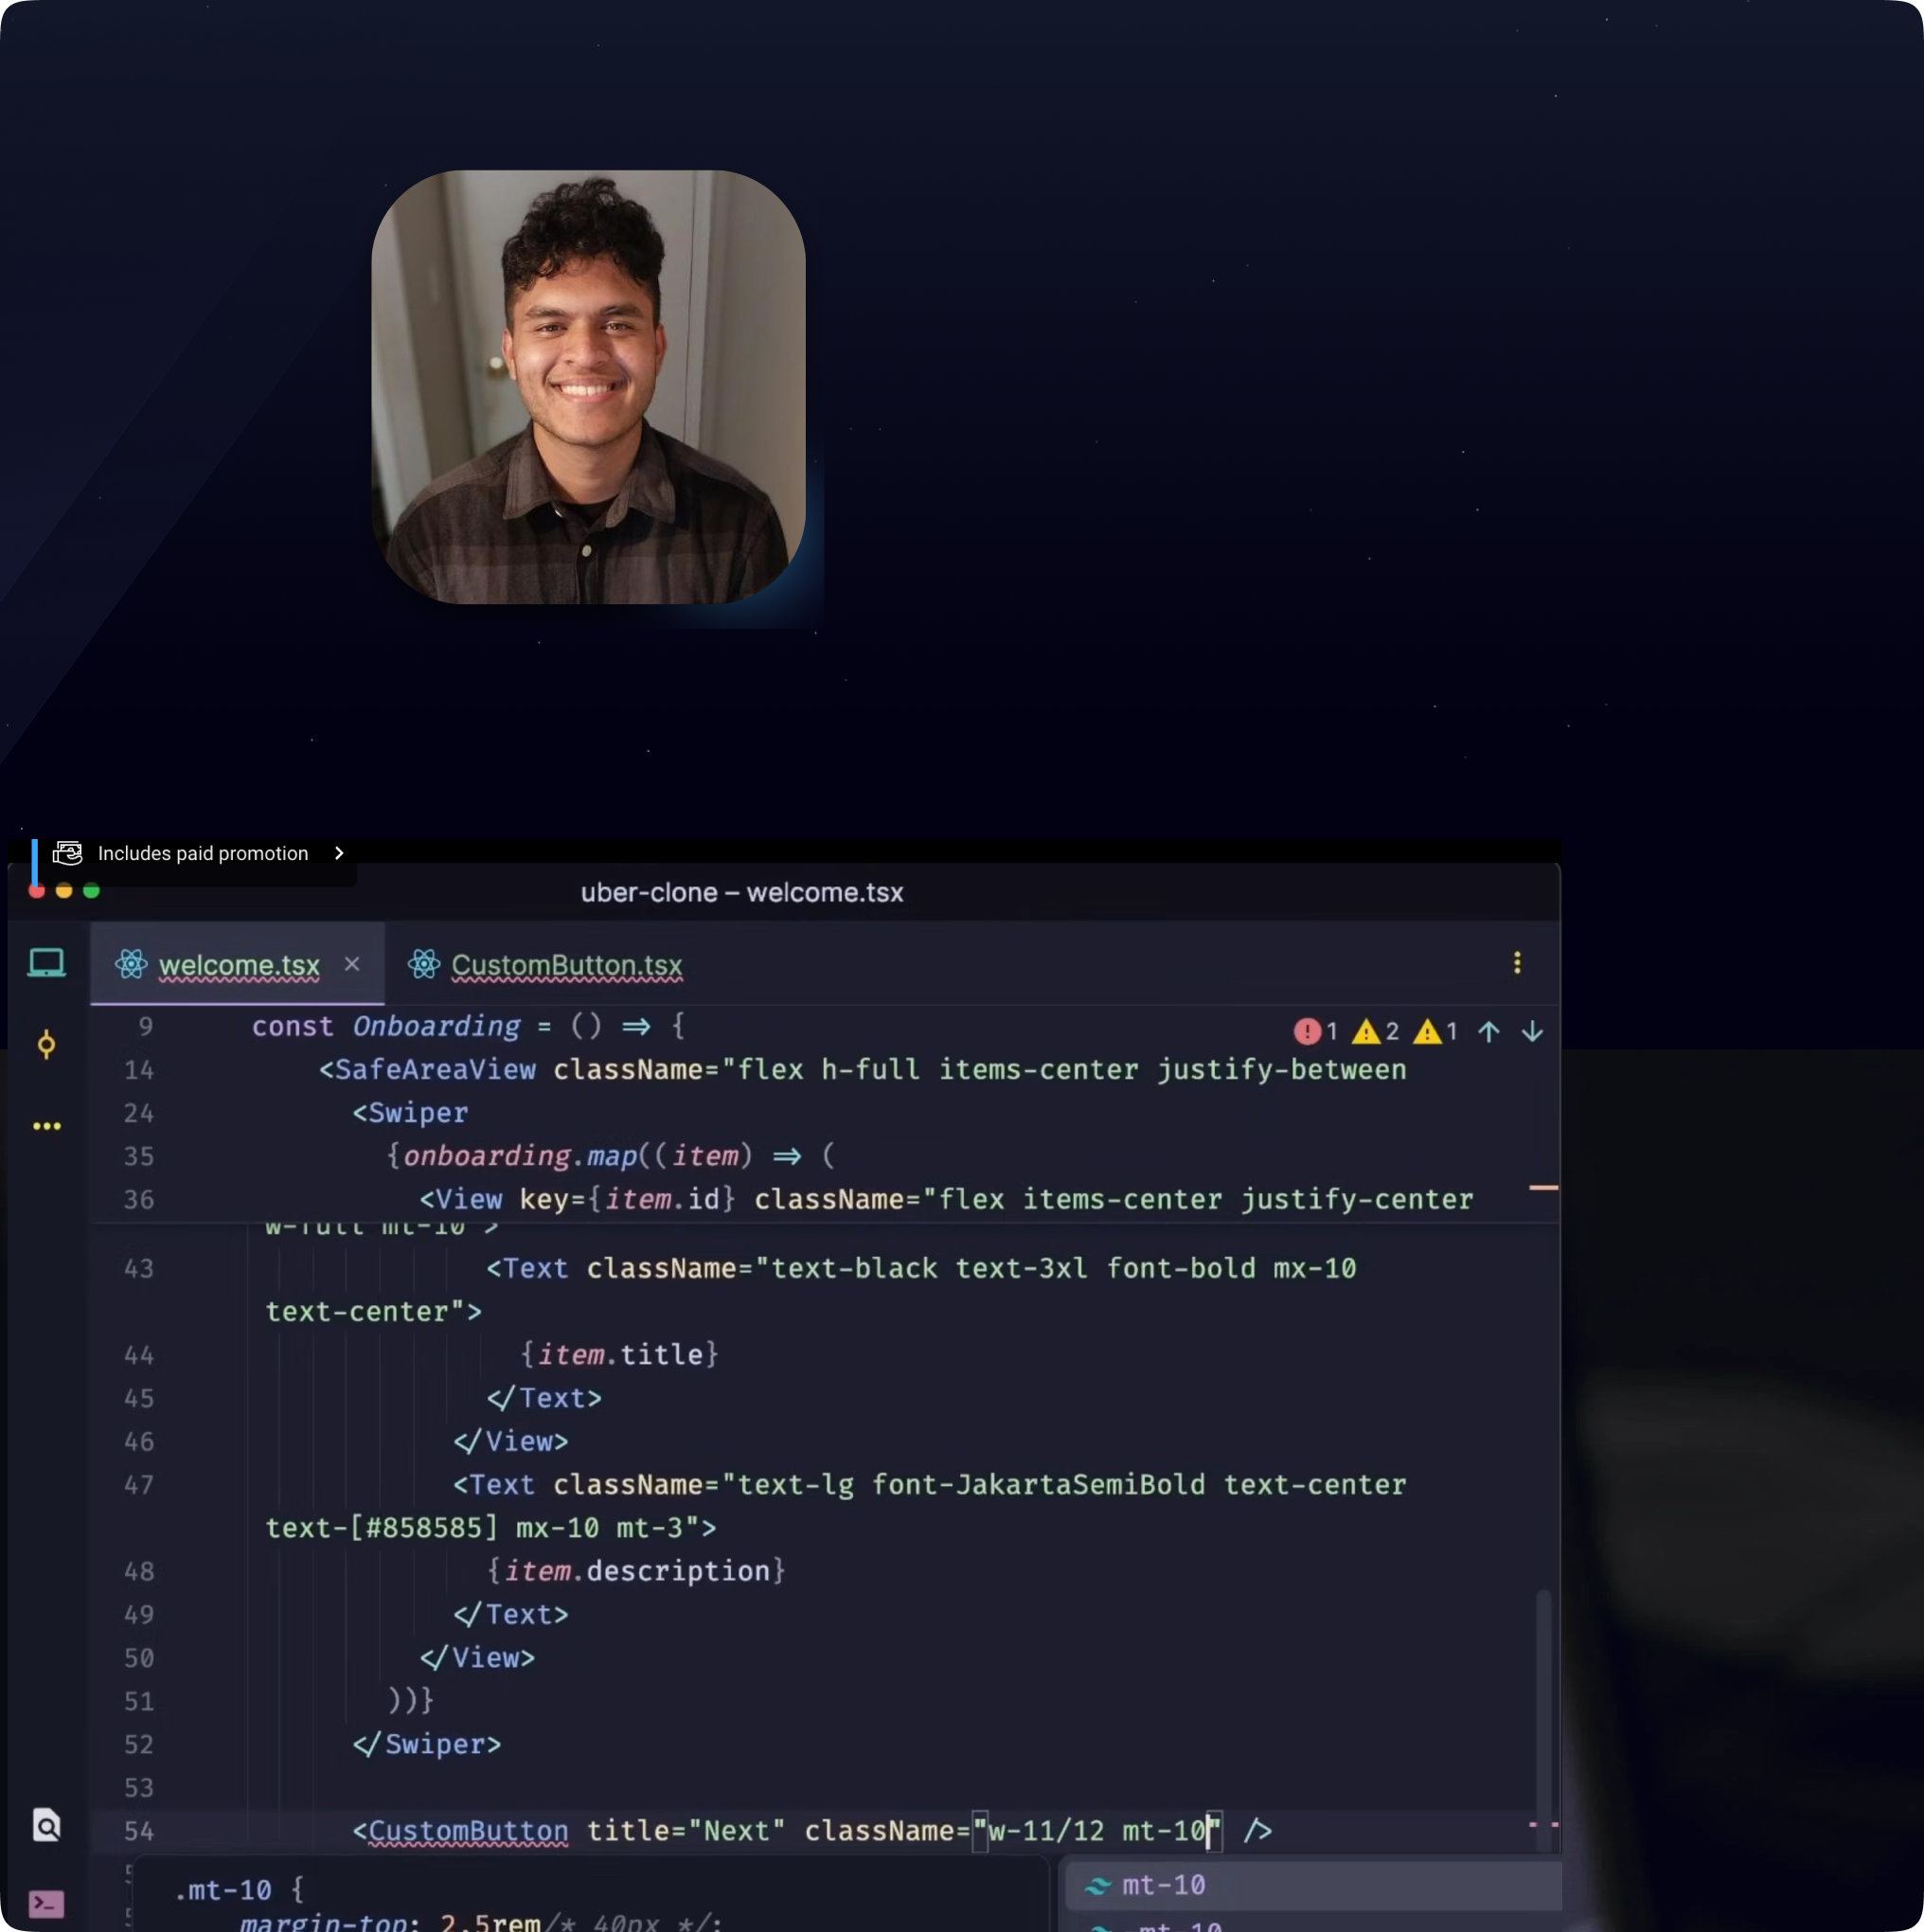 Includes paid promotion
uber-clone – welcome.tsx
welcome.tsx × CustomButton.tsx
9 const Onboarding = () => {
1 2 1
14 <SafeAreaView className="flex h-full items-center justify-between
24 <Swiper
35 {onboarding.map((item) => (
36 <View key={item.id} className="flex items-center justify-center
w-full mt-10">
43 <Text className="text-black text-3xl font-bold mx-10
text-center">
44 {item.title}
45 </Text>
46 </View>
47 <Text className="text-lg font-JakartaSemiBold text-center
text-[#858585] mx-10 mt-3">
48 {item.description}
49 </Text>
50 </View>
51 ))}
52 </Swiper>
53
54 <CustomButton title="Next" className="w-11/12 mt-10" />
.mt-10 {
margin-top: 2.5rem/* 40px */;
mt-10
-mt-10